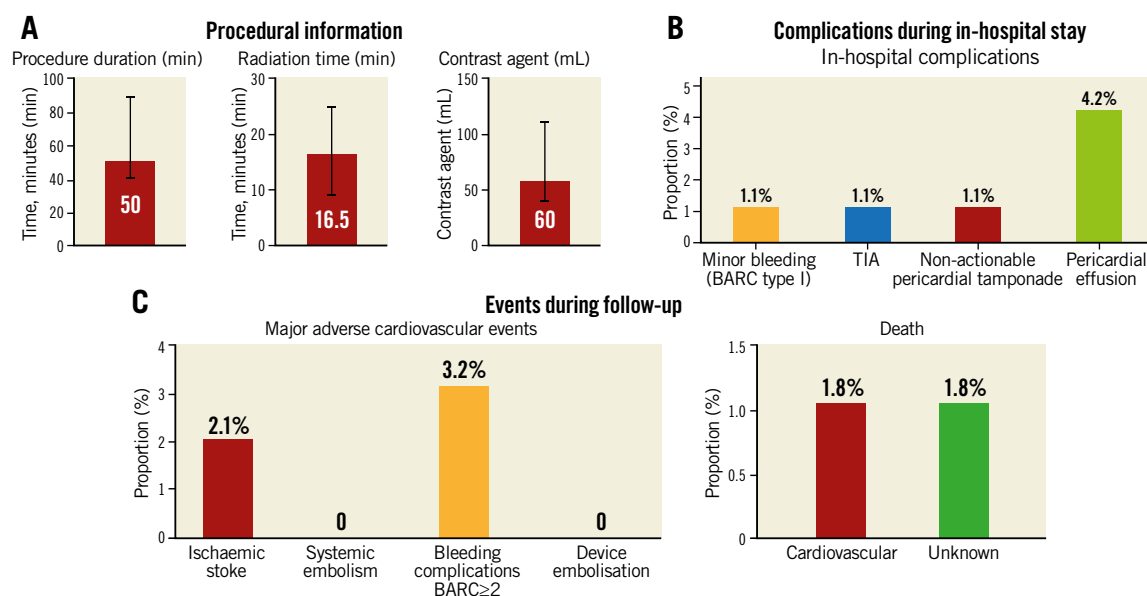 A
Procedural information
Procedure duration (min)
Time, minutes (min)
100
80
60
40
20
0
50
Radiation time (min)
Time, minutes (min)
30
20
10
0
16.5
Contrast agent (mL)
Contrast agent (mL)
150
100
50
0
60
B
Complications during in-hospital stay
In-hospital complications
Proportion (%)
5
4
3
2
1
0
1.1%
1.1%
1.1%
4.2%
Minor bleeding
(BARC type I)
TIA
Non-actionable
pericardial tamponade
Pericardial
effusion
C
Events during follow-up
Major adverse cardiovascular events
Proportion (%)
4
3
2
1
0
2.1%
0
3.2%
0
Ischaemic
stoke
Systemic
embolism
Bleeding
complications
BARC≥2
Device
embolisation
Death
Proportion (%)
1.5
1.0
0.5
0
1.8%
1.8%
Cardiovascular
Unknown